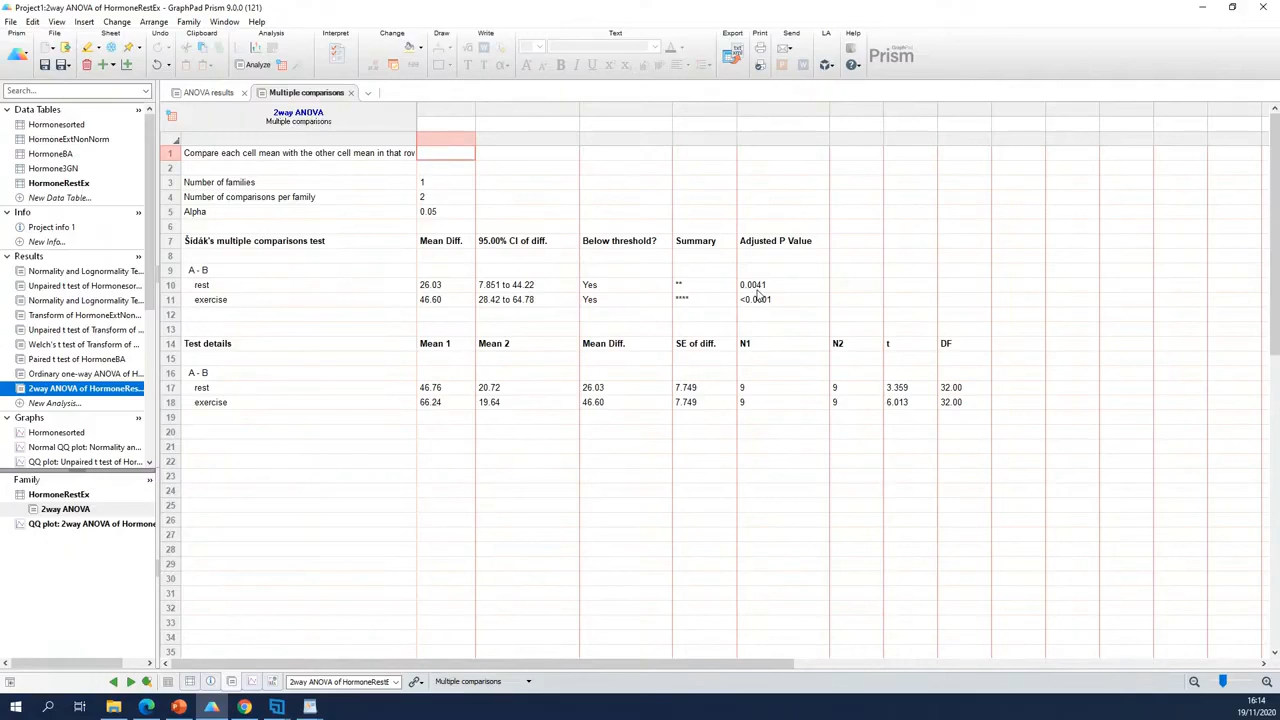 Project1:2way ANOVA of HormoneRestEx - GraphPad Prism 9.0.0 (121)
File Edit View Insert Change Arrange Family Window Help
Prism File Sheet Undo Clipboard Analysis Interpret Change Draw Write Text Export Print Send LA Help
Analyze
Prism
Search...
ANOVA results
Multiple comparisons
Data Tables
Hormonesorted
HormoneExtNonNorm
HormoneBA
Hormone3GN
HormoneRestEx
New Data Table...
Info
Project info 1
New Info...
Results
Normality and Lognormality Te...
Unpaired t test of Hormonesort...
Normality and Lognormality Te...
Transform of HormoneExtNon...
Unpaired t test of Transform of ...
Welch's t test of Transform of ...
Paired t test of HormoneBA
Ordinary one-way ANOVA of H...
2way ANOVA of HormoneRes...
New Analysis...
Graphs
Hormonesorted
Normal QQ plot: Normality an...
QQ plot: Unpaired t test of Hor...
Family
HormoneRestEx
2way ANOVA
QQ plot: 2way ANOVA of Hormone
2way ANOVA
Multiple comparisons
1 Compare each cell mean with the other cell mean in that row
2
3 Number of families 1
4 Number of comparisons per family 2
5 Alpha 0.05
6
7 Šídák's multiple comparisons test Mean Diff. 95.00% CI of diff. Below threshold? Summary Adjusted P Value
8
9 A - B
10 rest 26.03 7.851 to 44.22 Yes ** 0.0041
11 exercise 46.60 28.42 to 64.78 Yes **** <0.0001
12
13
14 Test details Mean 1 Mean 2 Mean Diff. SE of diff. N1 N2 t DF
15
16 A - B
17 rest 46.76 20.72 26.03 7.749 9 9 3.359 32.00
18 exercise 66.24 19.64 46.60 7.749 9 9 6.013 32.00
19
20
21
22
23
24
25
26
27
28
29
30
31
32
33
34
35
2way ANOVA of HormoneRestE
Multiple comparisons
16:14
19/11/2020